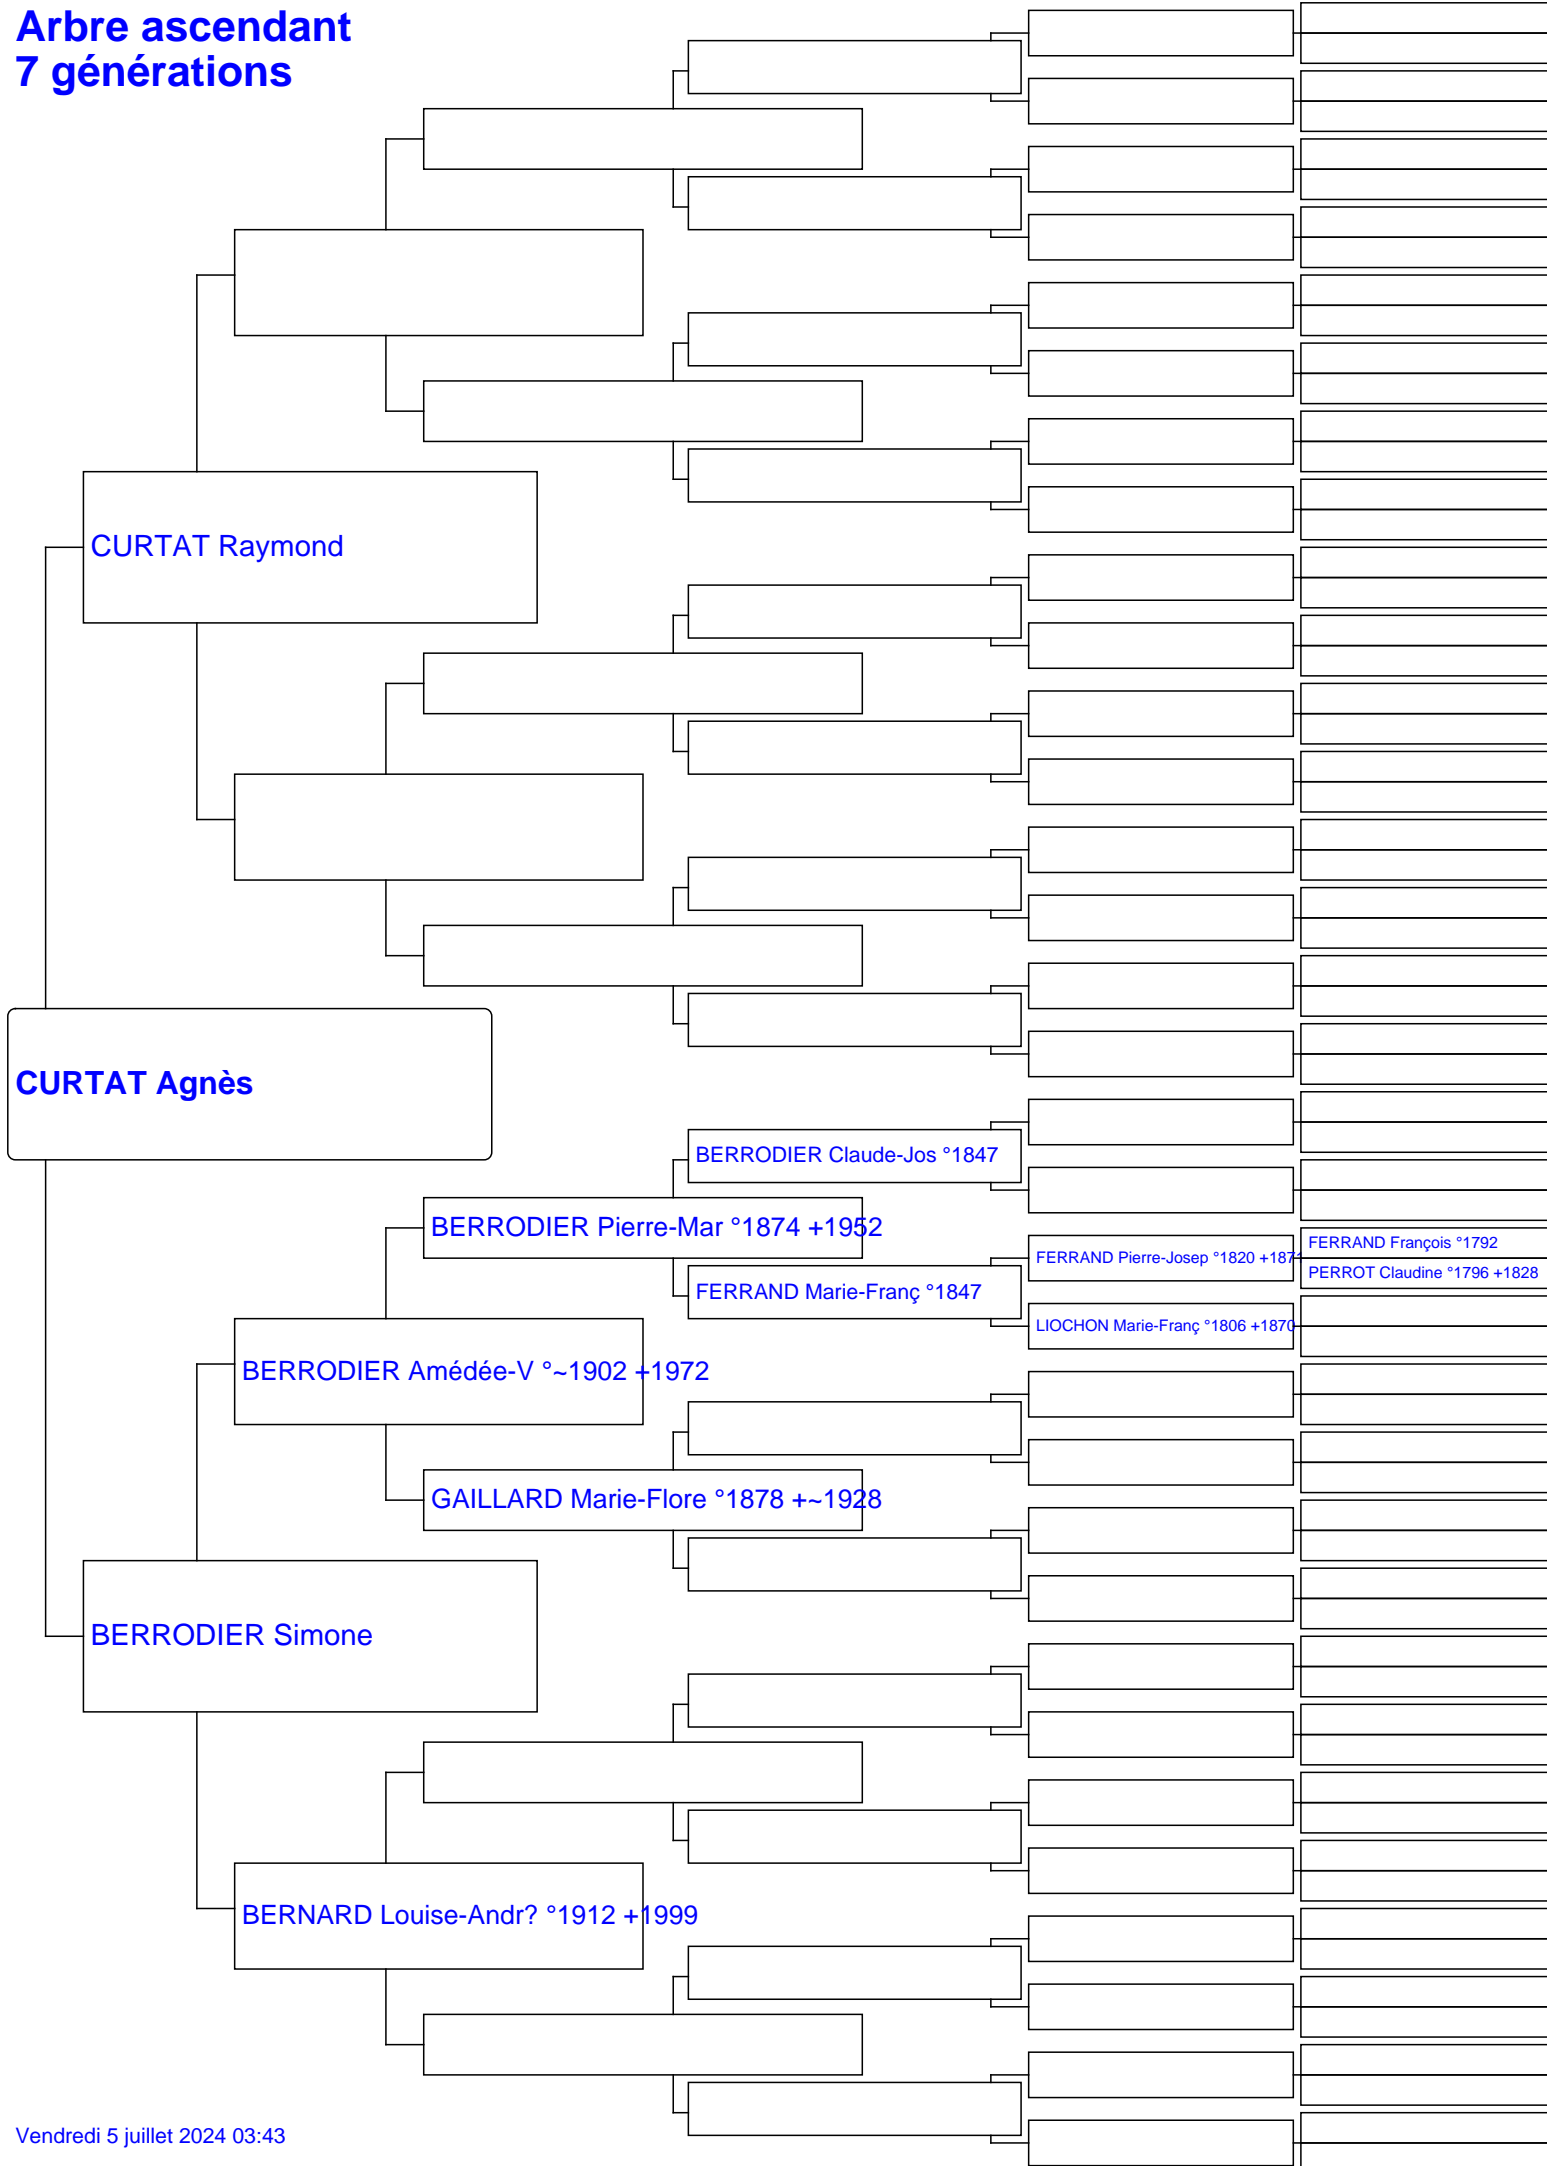 Arbre ascendant
7 générations
CURTAT Raymond
CURTAT Agnès
BERRODIER Claude-Jos °1847
BERRODIER Pierre-Mar °1874 +1952
FERRAND François °1792
FERRAND Pierre-Josep °1820 +1871
PERROT Claudine °1796 +1828
FERRAND Marie-Franç °1847
LIOCHON Marie-Franç °1806 +1870
BERRODIER Amédée-V °~1902 +1972
GAILLARD Marie-Flore °1878 +~1928
BERRODIER Simone
BERNARD Louise-Andr? °1912 +1999
Vendredi 5 juillet 2024 03:43